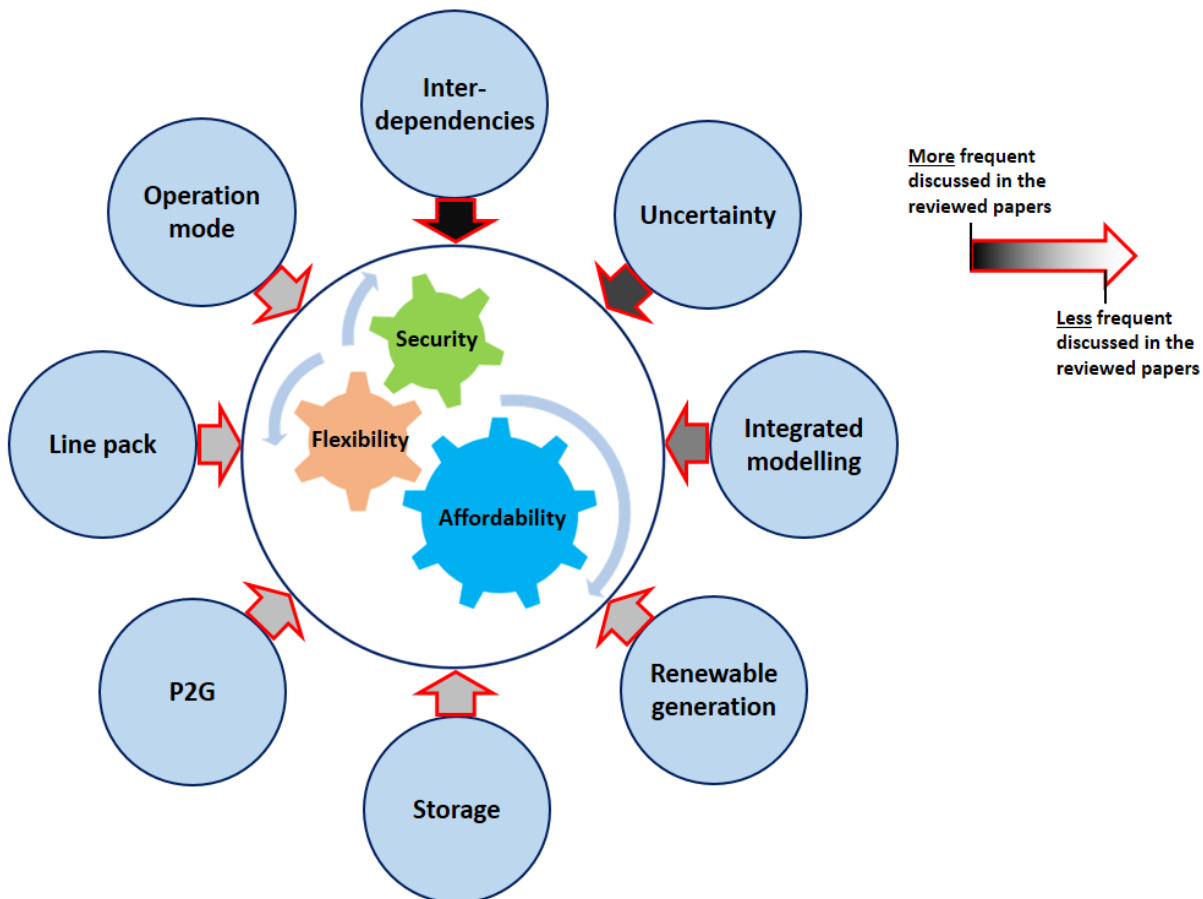 Inter-
dependencies
Operation
mode
Uncertainty
More frequent
discussed in the
reviewed papers
Less frequent
discussed in the
reviewed papers
Security
Flexibility
Affordability
Line pack
Integrated
modelling
P2G
Renewable
generation
Storage